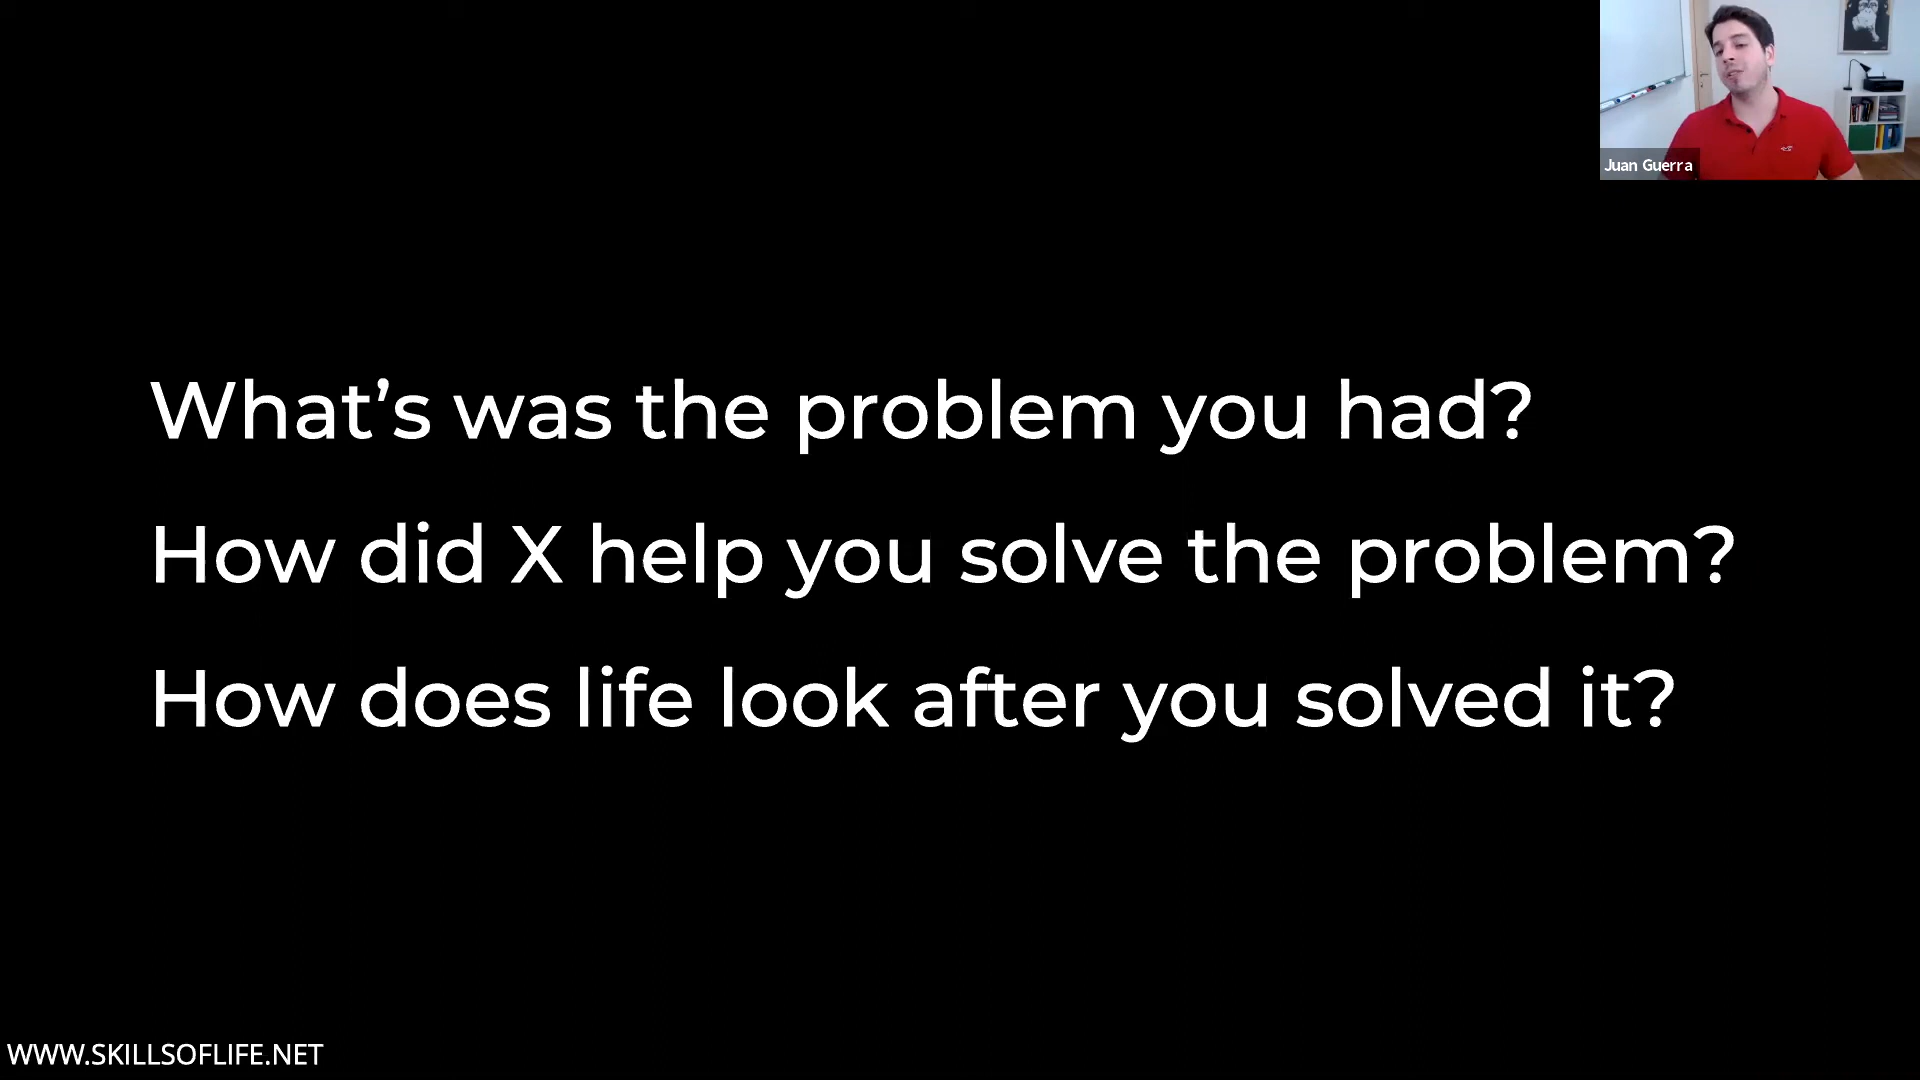 Juan Guerra
What’s was the problem you had?
How did X help you solve the problem?
How does life look after you solved it?
WWW.SKILLSOFLIFE.NET